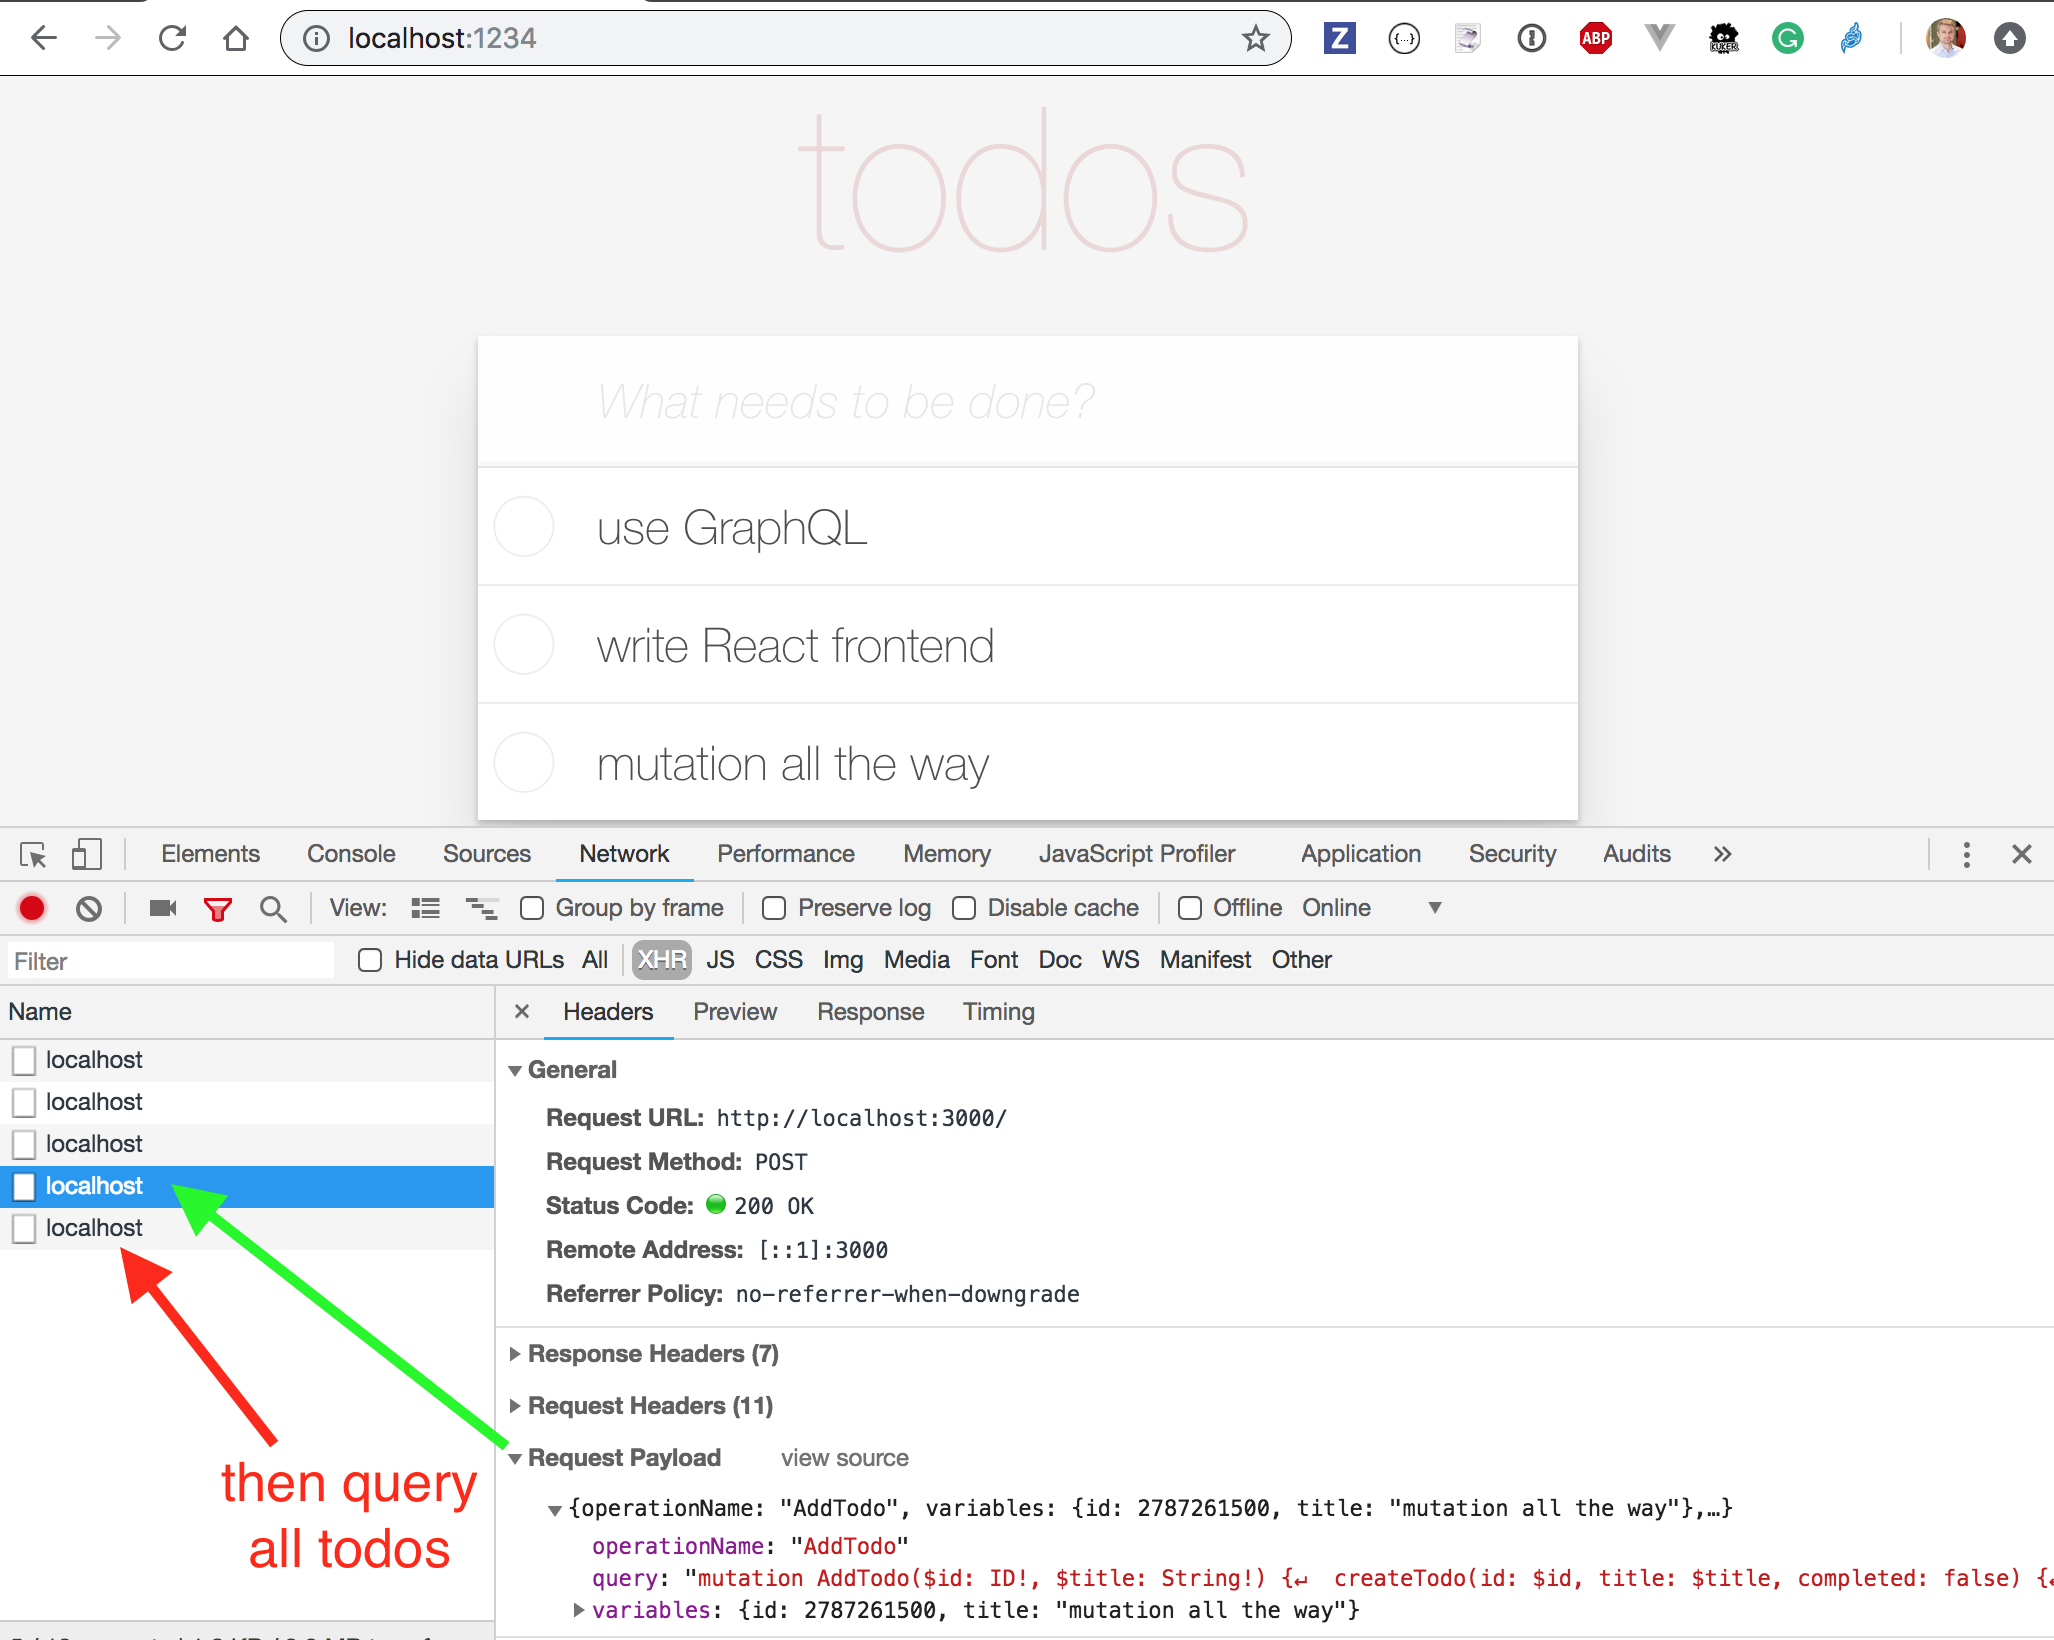 localhost:1234
Z {...} ABP KUKER G
todos
What needs to be done?
use GraphQL
write React frontend
mutation all the way
Elements Console Sources Network Performance Memory JavaScript Profiler Application Security Audits »
View: Group by frame Preserve log Disable cache Offline Online
Filter Hide data URLs All XHR JS CSS Img Media Font Doc WS Manifest Other
Name × Headers Preview Response Timing
localhost
localhost
localhost
localhost
localhost
then query
all todos
General
Request URL: http://localhost:3000/
Request Method: POST
Status Code: 200 OK
Remote Address: [::1]:3000
Referrer Policy: no-referrer-when-downgrade
Response Headers (7)
Request Headers (11)
Request Payload view source
{operationName: "AddTodo", variables: {id: 2787261500, title: "mutation all the way"},…}
operationName: "AddTodo"
query: "mutation AddTodo($id: ID!, $title: String!) {↵  createTodo(id: $id, title: $title, completed: false) {
variables: {id: 2787261500, title: "mutation all the way"}